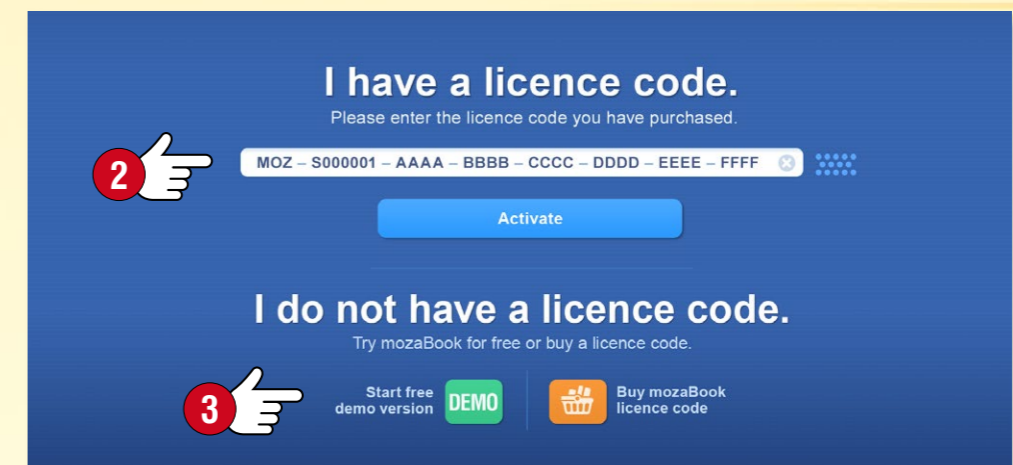 I have a licence code.
Please enter the licence code you have purchased.
2
MOZ – S000001 – AAAA – BBBB – CCCC – DDDD – EEEE – FFFF
Activate
I do not have a licence code.
Try mozaBook for free or buy a licence code.
3
Start free
demo version
DEMO
Buy mozaBook
licence code